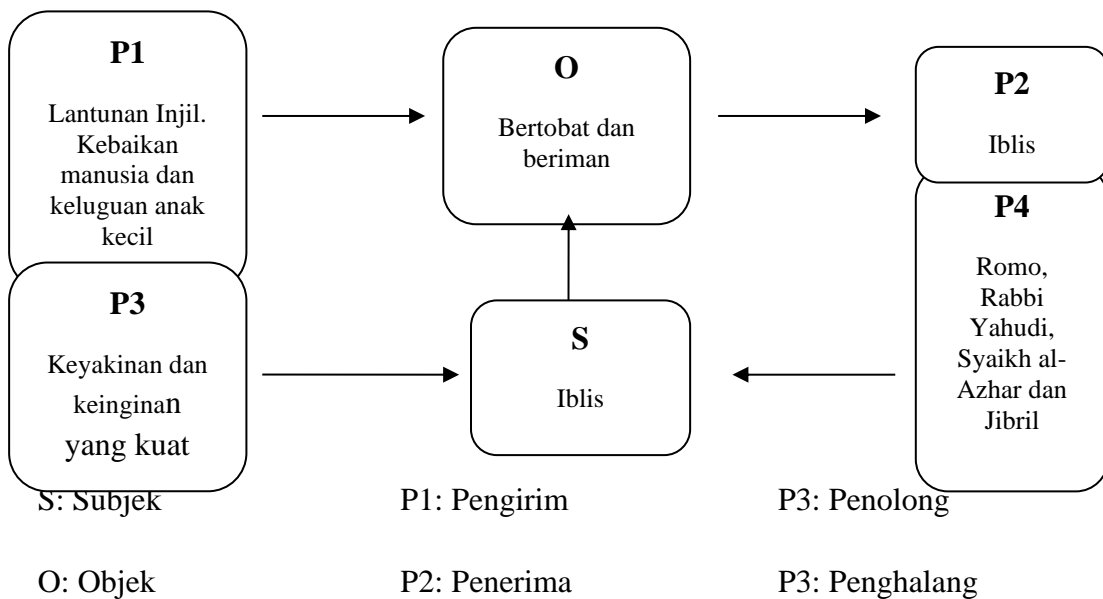 P1
Lantunan Injil.
Kebaikan
manusia dan
keluguan anak
kecil
O
Bertobat dan
beriman
P2
Iblis
P3
Keyakinan dan
keinginan
yang kuat
S
Iblis
P4
Romo,
Rabbi
Yahudi,
Syaikh al-
Azhar dan
Jibril
S: Subjek P1: Pengirim P3: Penolong
O: Objek P2: Penerima P3: Penghalang